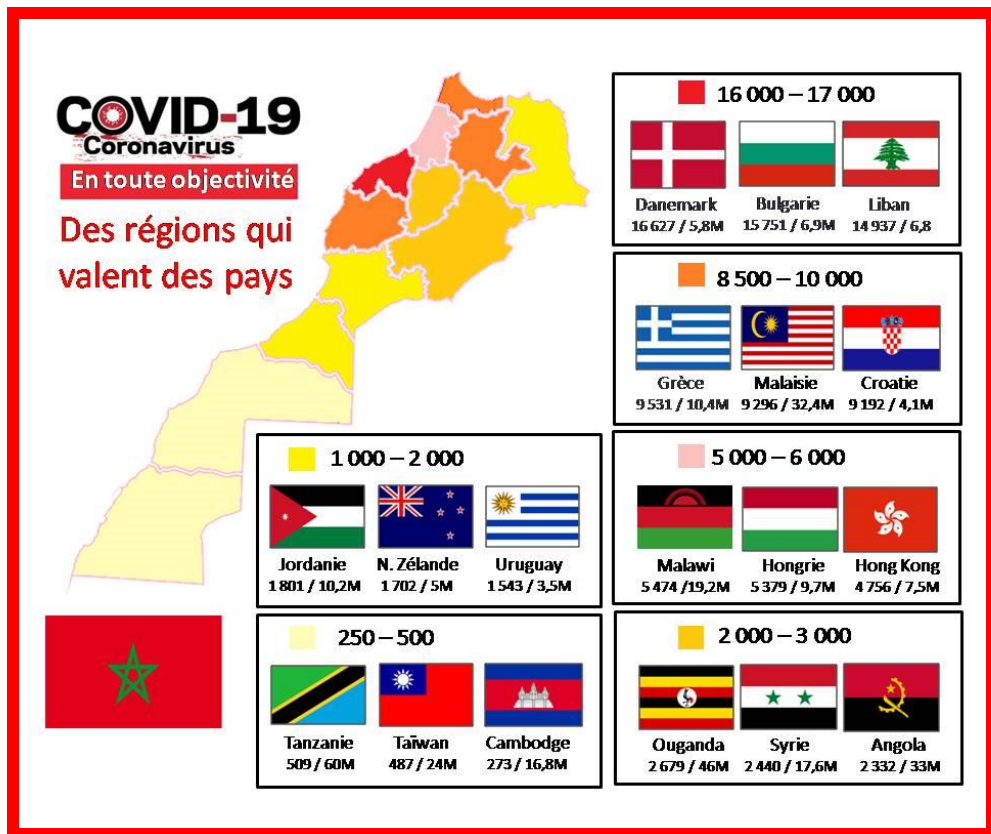 COVID-19
Coronavirus
En toute objectivité
Des régions qui
valent des pays
16 000 – 17 000
Danemark Bulgarie Liban
16 627 / 5,8M 15 751 / 6,9M 14 937 / 6,8
8 500 – 10 000
Grèce Malaisie Croatie
9 531 / 10,4M 9 296 / 32,4M 9 192 / 4,1M
1 000 – 2 000
Jordanie N. Zélande Uruguay
1 801 / 10,2M 1 702 / 5M 1 543 / 3,5M
5 000 – 6 000
Malawi Hongrie Hong Kong
5 474 /19,2M 5 379 / 9,7M 4 756 / 7,5M
250 – 500
Tanzanie Taïwan Cambodge
509 / 60M 487 / 24M 273 / 16,8M
2 000 – 3 000
Ouganda Syrie Angola
2 679 / 46M 2 440 / 17,6M 2 332 / 33M